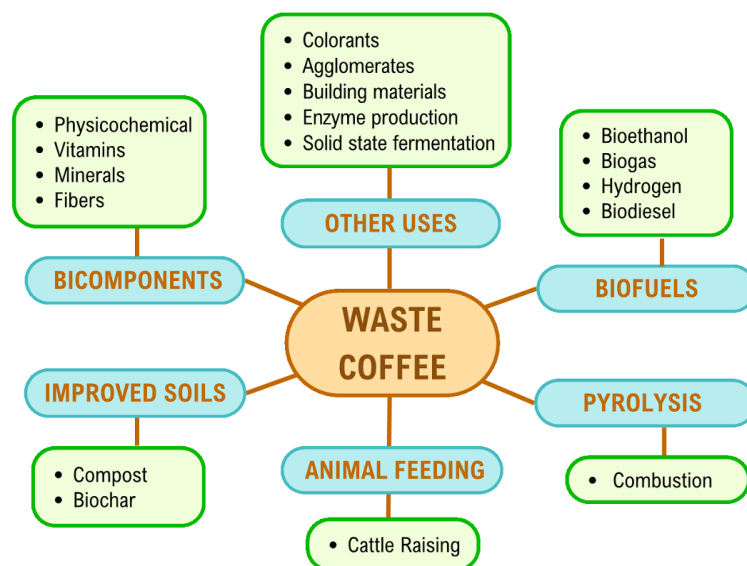 • Colorants
• Agglomerates
• Building materials
• Enzyme production
• Solid state fermentation
OTHER USES
• Physicochemical
• Vitamins
• Minerals
• Fibers
BICOMPONENTS
• Bioethanol
• Biogas
• Hydrogen
• Biodiesel
BIOFUELS
WASTE
COFFEE
IMPROVED SOILS
• Compost
• Biochar
ANIMAL FEEDING
• Cattle Raising
PYROLYSIS
• Combustion